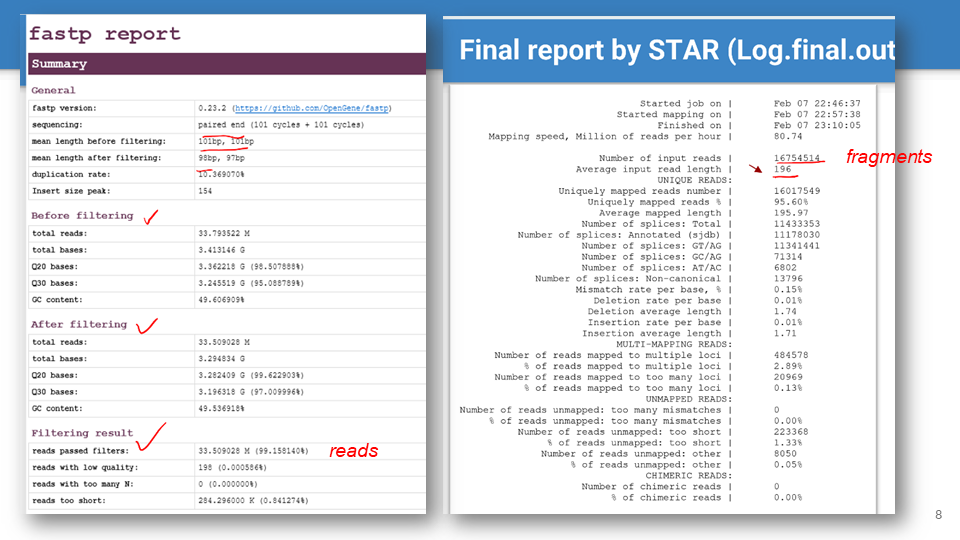 fastp report
Summary
General
fastp version: 0.23.2 (https://github.com/OpenGene/fastp)
sequencing: paired end (101 cycles + 101 cycles)
mean length before filtering: 101bp, 101bp
mean length after filtering: 98bp, 97bp
duplication rate: 10.369070%
Insert size peak: 154
Before filtering
total reads: 33.793522 M
total bases: 3.413146 G
Q20 bases: 3.362218 G (98.507888%)
Q30 bases: 3.245519 G (95.088789%)
GC content: 49.606909%
After filtering
total reads: 33.509028 M
total bases: 3.294834 G
Q20 bases: 3.282409 G (99.622903%)
Q30 bases: 3.196318 G (97.009996%)
GC content: 49.536918%
Filtering result
reads passed filters: 33.509028 M (99.158140%)
reads
reads with low quality: 198 (0.000586%)
reads with too many N: 0 (0.000000%)
reads too short: 284.296000 K (0.841274%)
Final report by STAR (Log.final.out
Started job on | Feb 07 22:46:37
Started mapping on | Feb 07 22:57:38
Finished on | Feb 07 23:10:05
Mapping speed, Million of reads per hour | 80.74
Number of input reads | 16754514
fragments
Average input read length | 196
UNIQUE READS:
Uniquely mapped reads number | 16017549
Uniquely mapped reads % | 95.60%
Average mapped length | 195.97
Number of splices: Total | 11433353
Number of splices: Annotated (sjdb) | 11178030
Number of splices: GT/AG | 11341441
Number of splices: GC/AG | 71314
Number of splices: AT/AC | 6802
Number of splices: Non-canonical | 13796
Mismatch rate per base, % | 0.15%
Deletion rate per base | 0.01%
Deletion average length | 1.74
Insertion rate per base | 0.01%
Insertion average length | 1.71
MULTI-MAPPING READS:
Number of reads mapped to multiple loci | 484578
% of reads mapped to multiple loci | 2.89%
Number of reads mapped to too many loci | 20969
% of reads mapped to too many loci | 0.13%
UNMAPPED READS:
Number of reads unmapped: too many mismatches | 0
% of reads unmapped: too many mismatches | 0.00%
Number of reads unmapped: too short | 223368
% of reads unmapped: too short | 1.33%
Number of reads unmapped: other | 8050
% of reads unmapped: other | 0.05%
CHIMERIC READS:
Number of chimeric reads | 0
% of chimeric reads | 0.00%
8